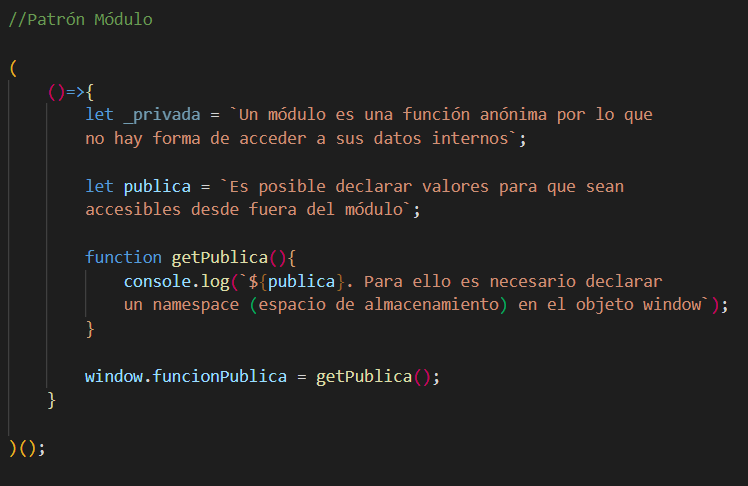 //Patrón Módulo
(
()=>{
let _privada = `Un módulo es una función anónima por lo que
no hay forma de acceder a sus datos internos`;
let publica = `Es posible declarar valores para que sean
accesibles desde fuera del módulo`;
function getPublica(){
console.log(`${publica}. Para ello es necesario declarar
un namespace (espacio de almacenamiento) en el objeto window`);
}
window.funcionPublica = getPublica();
}
)();